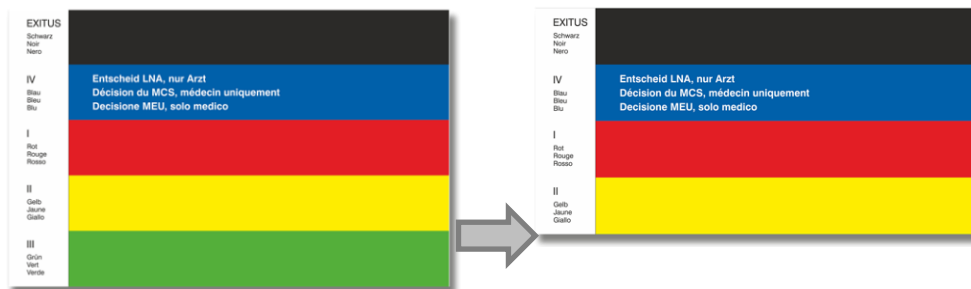 EXITUS
Schwarz
Noir
Nero
IV
Blau
Bleu
Blu
Entscheid LNA, nur Arzt
Décision du MCS, médecin uniquement
Decisione MEU, solo medico
I
Rot
Rouge
Rosso
II
Gelb
Jaune
Giallo
III
Grün
Vert
Verde
EXITUS
Schwarz
Noir
Nero
IV
Blau
Bleu
Blu
Entscheid LNA, nur Arzt
Décision du MCS, médecin uniquement
Decisione MEU, solo medico
I
Rot
Rouge
Rosso
II
Gelb
Jaune
Giallo